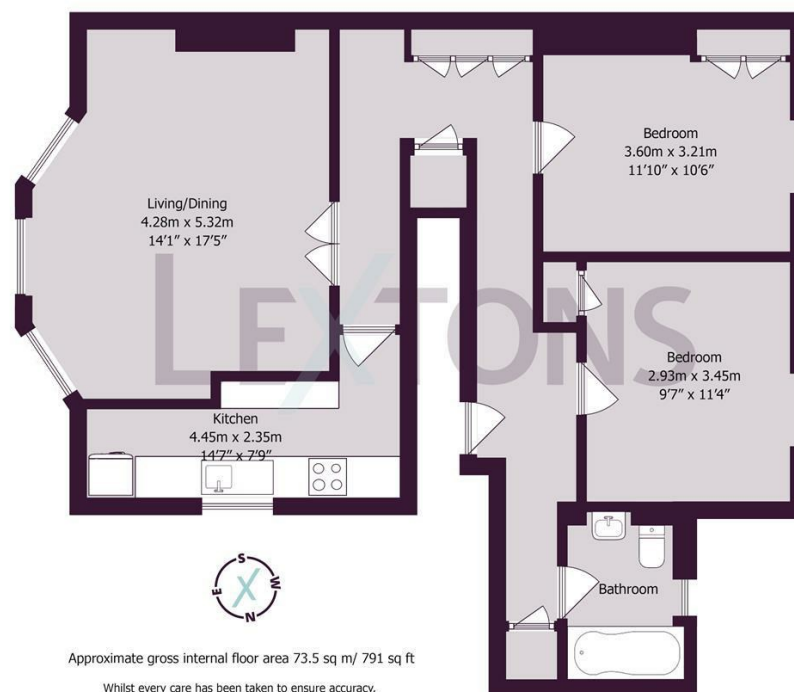 Living/Dining
4.28m x 5.32m
14'1" x 17'5"
Bedroom
3.60m x 3.21m
11'10" x 10'6"
LEXTONS
Bedroom
2.93m x 3.45m
9'7" x 11'4"
Kitchen
4.45m x 2.35m
14'7" x 7'9"
Bathroom
S
E X W
N
Approximate gross internal floor area 73.5 sq m/ 791 sq ft
Whilst every care has been taken to ensure accuracy,